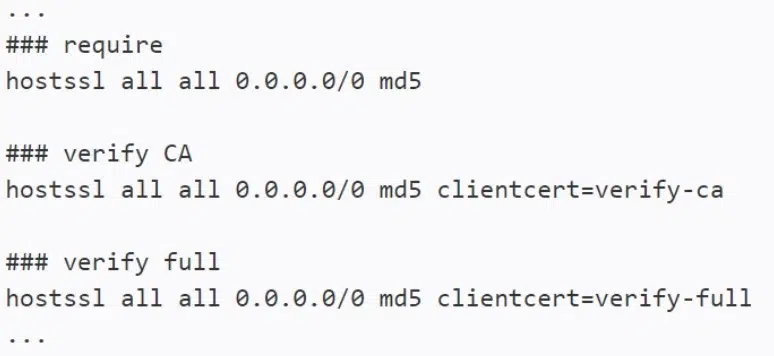 ...
### require
hostssl all all 0.0.0.0/0 md5
### verify CA
hostssl all all 0.0.0.0/0 md5 clientcert=verify-ca
### verify full
hostssl all all 0.0.0.0/0 md5 clientcert=verify-full
...